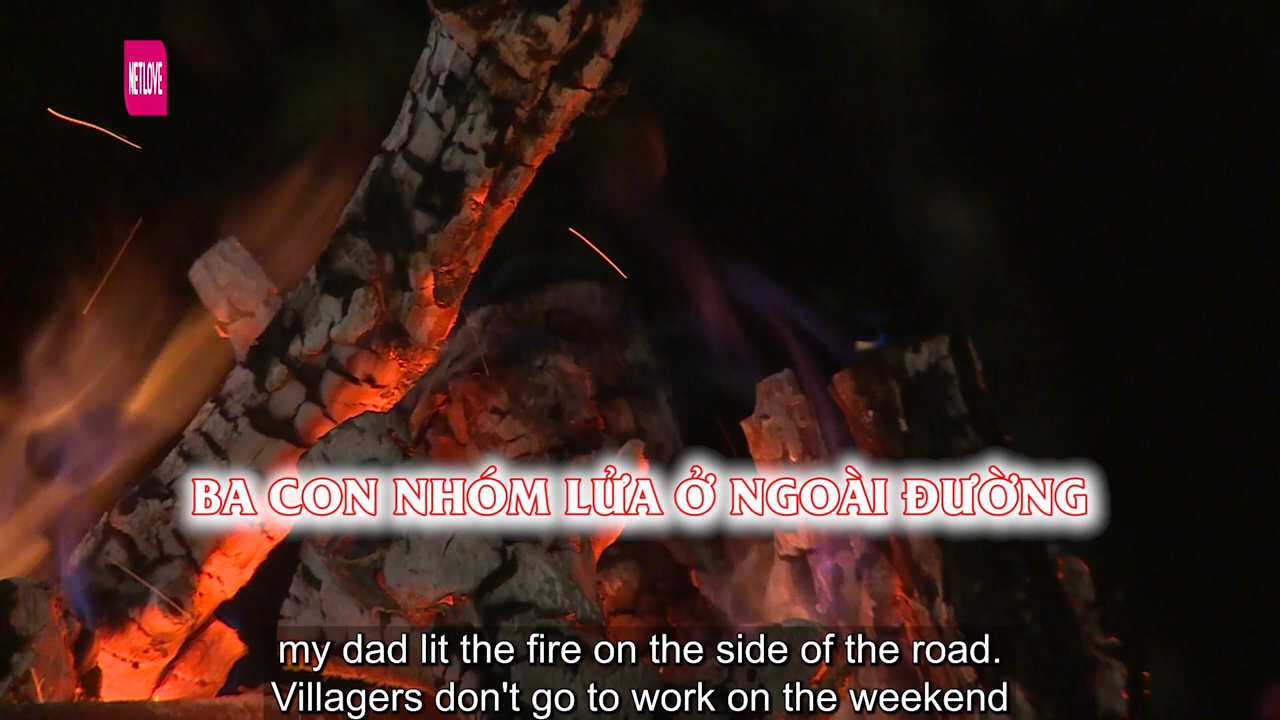 NETLOVE
BA CON NHÓM LỬA Ở NGOÀI ĐƯỜNG
my dad lit the fire on the side of the road.
Villagers don't go to work on the weekend